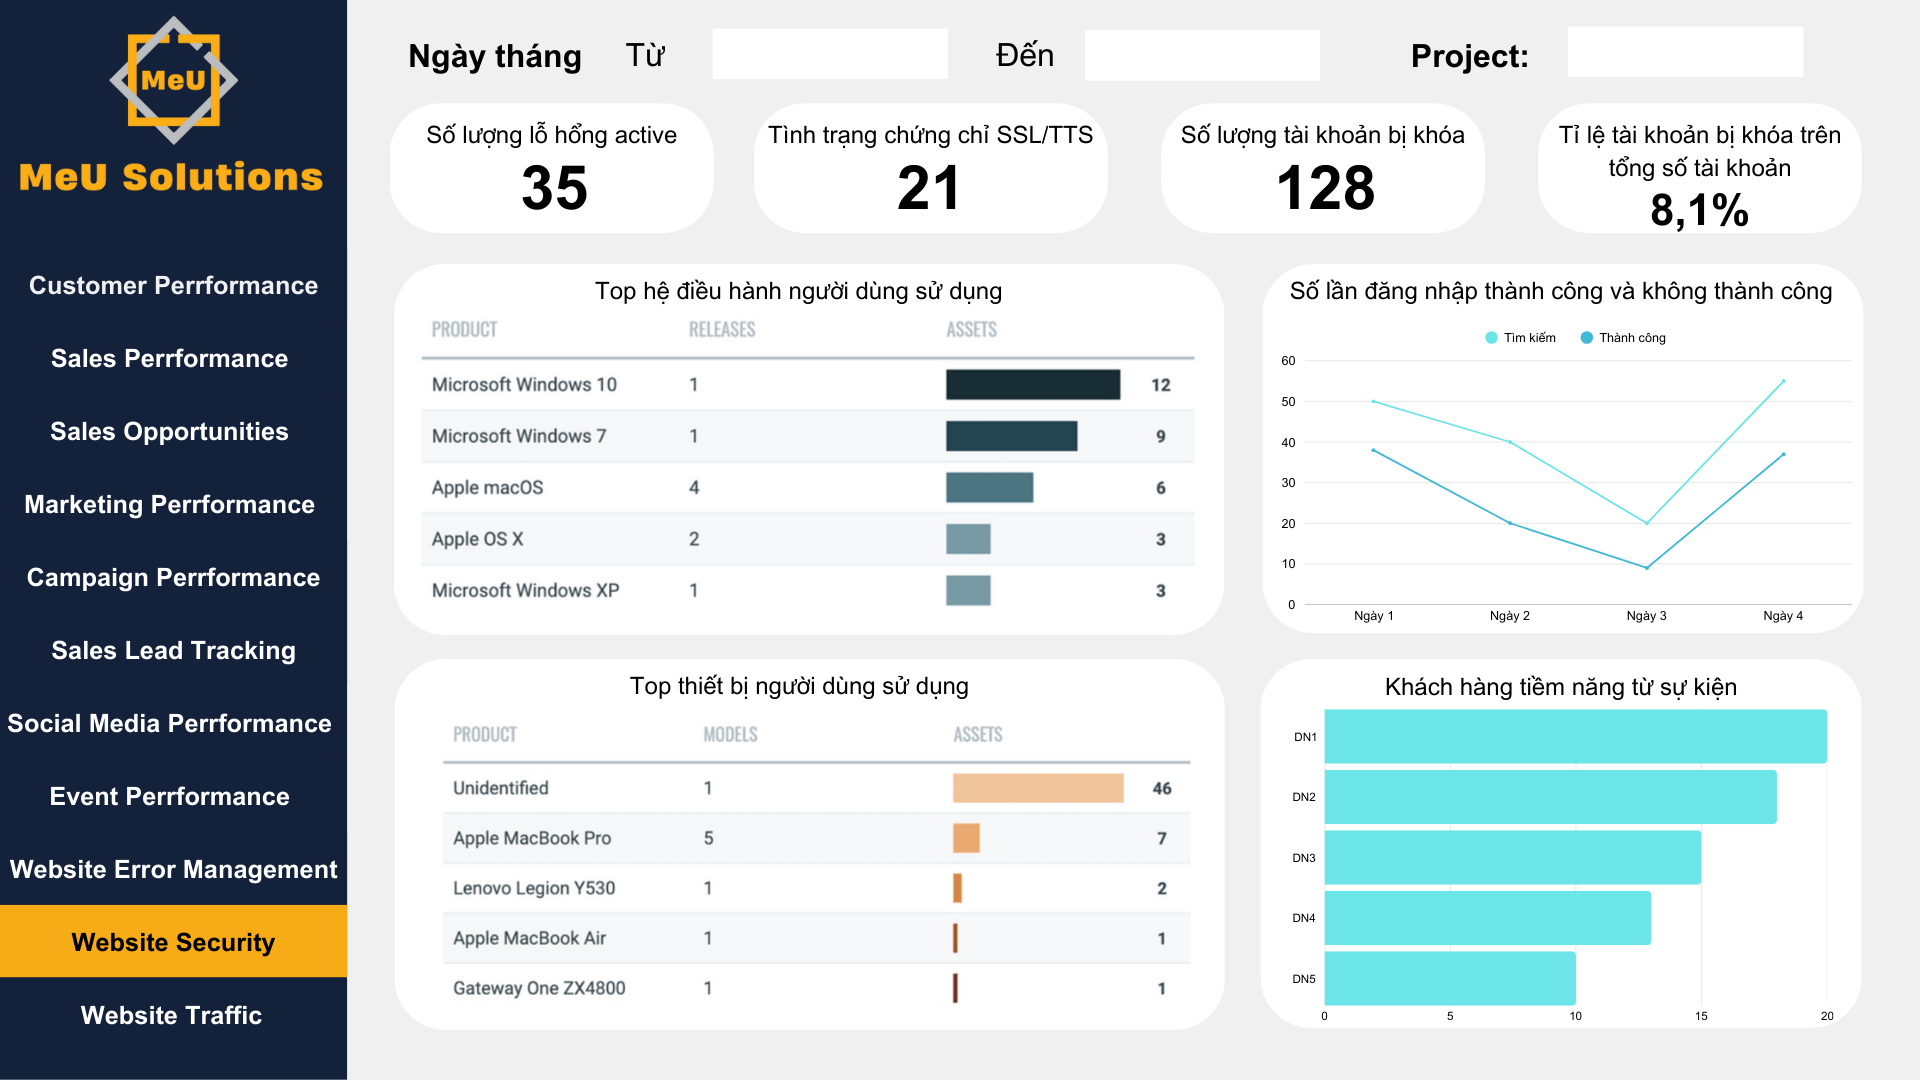 MeU
MeU Solutions
Customer Perrformance
Sales Perrformance
Sales Opportunities
Marketing Perrformance
Campaign Perrformance
Sales Lead Tracking
Social Media Perrformance
Event Perrformance
Website Error Management
Website Security
Website Traffic
Ngày tháng Từ Đến Project:
Số lượng lỗ hổng active
35
Tình trạng chứng chỉ SSL/TTS
21
Số lượng tài khoản bị khóa
128
Tỉ lệ tài khoản bị khóa trên
tổng số tài khoản
8,1%
Top hệ điều hành người dùng sử dụng
PRODUCT RELEASES ASSETS
Microsoft Windows 10 1 12
Microsoft Windows 7 1 9
Apple macOS 4 6
Apple OS X 2 3
Microsoft Windows XP 1 3
Số lần đăng nhập thành công và không thành công
Tìm kiếm Thành công
60
50
40
30
20
10
0
Ngày 1 Ngày 2 Ngày 3 Ngày 4
Top thiết bị người dùng sử dụng
PRODUCT MODELS ASSETS
Unidentified 1 46
Apple MacBook Pro 5 7
Lenovo Legion Y530 1 2
Apple MacBook Air 1 1
Gateway One ZX4800 1 1
Khách hàng tiềm năng từ sự kiện
DN1
DN2
DN3
DN4
DN5
0 5 10 15 20